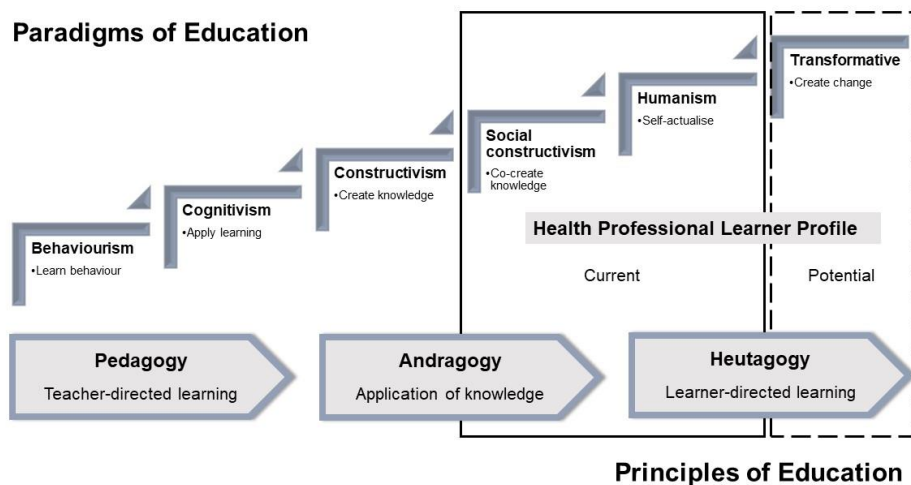 Paradigms of Education
Transformative
•Create change
Humanism
•Self-actualise
Social
constructivism
•Co-create
knowledge
Constructivism
•Create knowledge
Cognitivism
•Apply learning
Behaviourism
•Learn behaviour
Health Professional Learner Profile
Current
Potential
Pedagogy
Teacher-directed learning
Andragogy
Application of knowledge
Heutagogy
Learner-directed learning
Principles of Education